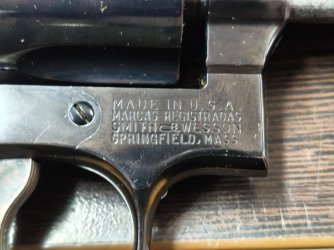 MADE IN U.S.A.
MARCAS REGISTRADAS
SMITH & WESSON
SPRINGFIELD, MASS.